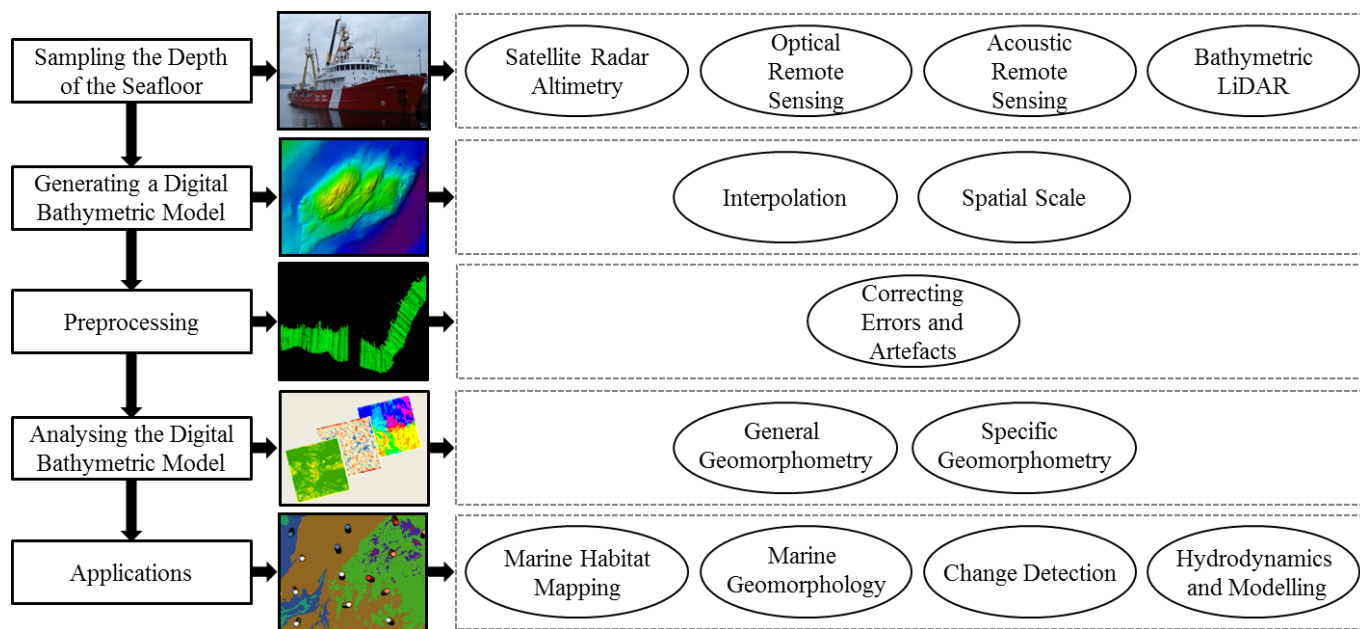 Sampling the Depth
of the Seafloor
Satellite Radar
Altimetry
Optical
Remote
Sensing
Acoustic
Remote
Sensing
Bathymetric
LiDAR
Generating a Digital
Bathymetric Model
Interpolation
Spatial Scale
Preprocessing
Correcting
Errors and
Artefacts
Analysing the Digital
Bathymetric Model
General
Geomorphometry
Specific
Geomorphometry
Applications
Marine Habitat
Mapping
Marine
Geomorphology
Change Detection
Hydrodynamics
and Modelling